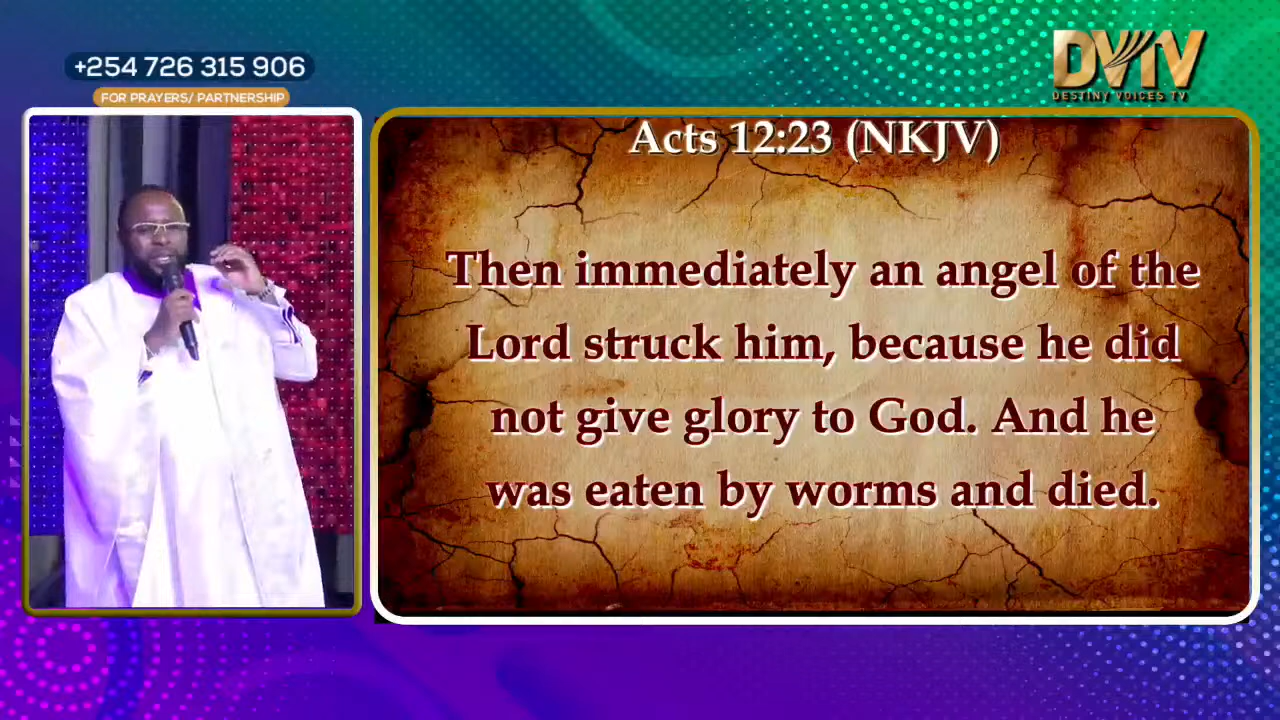 +254 726 315 906
FOR PRAYERS/ PARTNERSHIP
DVTV
DESTINY VOICES TV
Acts 12:23 (NKJV)
Then immediately an angel of the
Lord struck him, because he did
not give glory to God. And he
was eaten by worms and died.